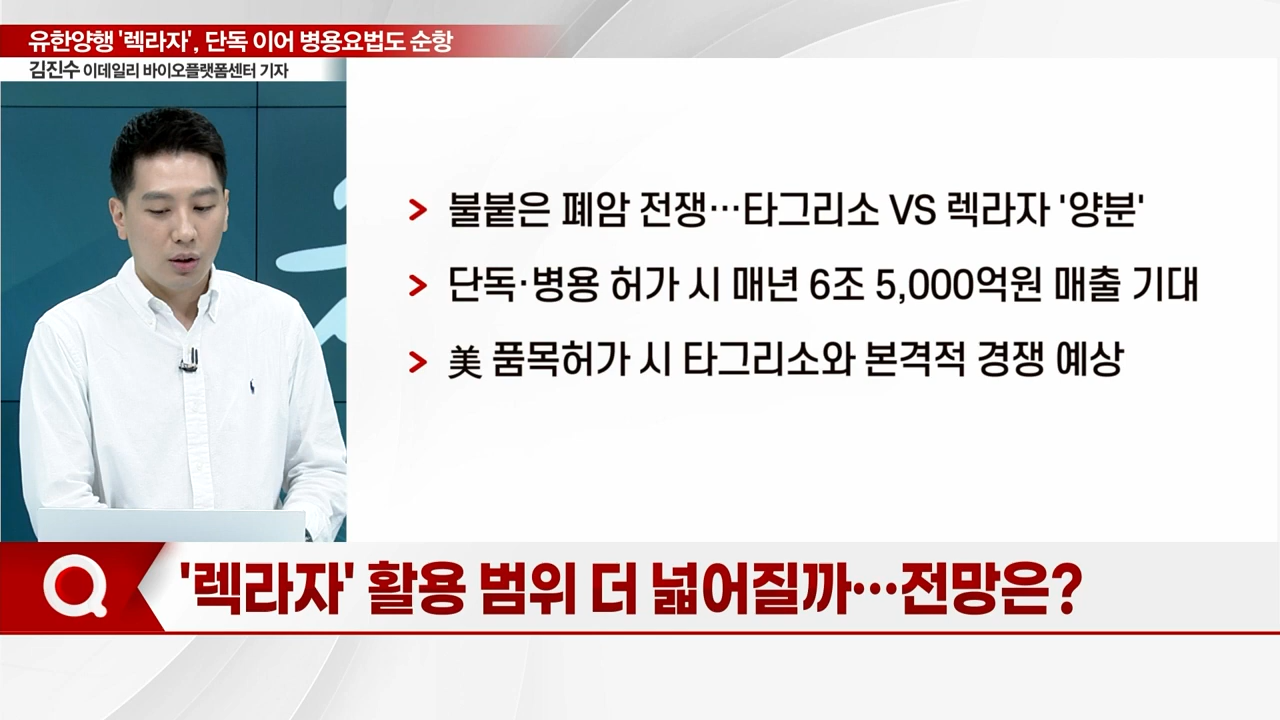 유한양행 '렉라자', 단독 이어 병용요법도 순항
김진수 이데일리 바이오플랫폼센터 기자
> 불붙은 폐암 전쟁…타그리소 VS 렉라자 '양분'
> 단독·병용 허가 시 매년 6조 5,000억원 매출 기대
> 美 품목허가 시 타그리소와 본격적 경쟁 예상
Q '렉라자' 활용 범위 더 넓어질까…전망은?